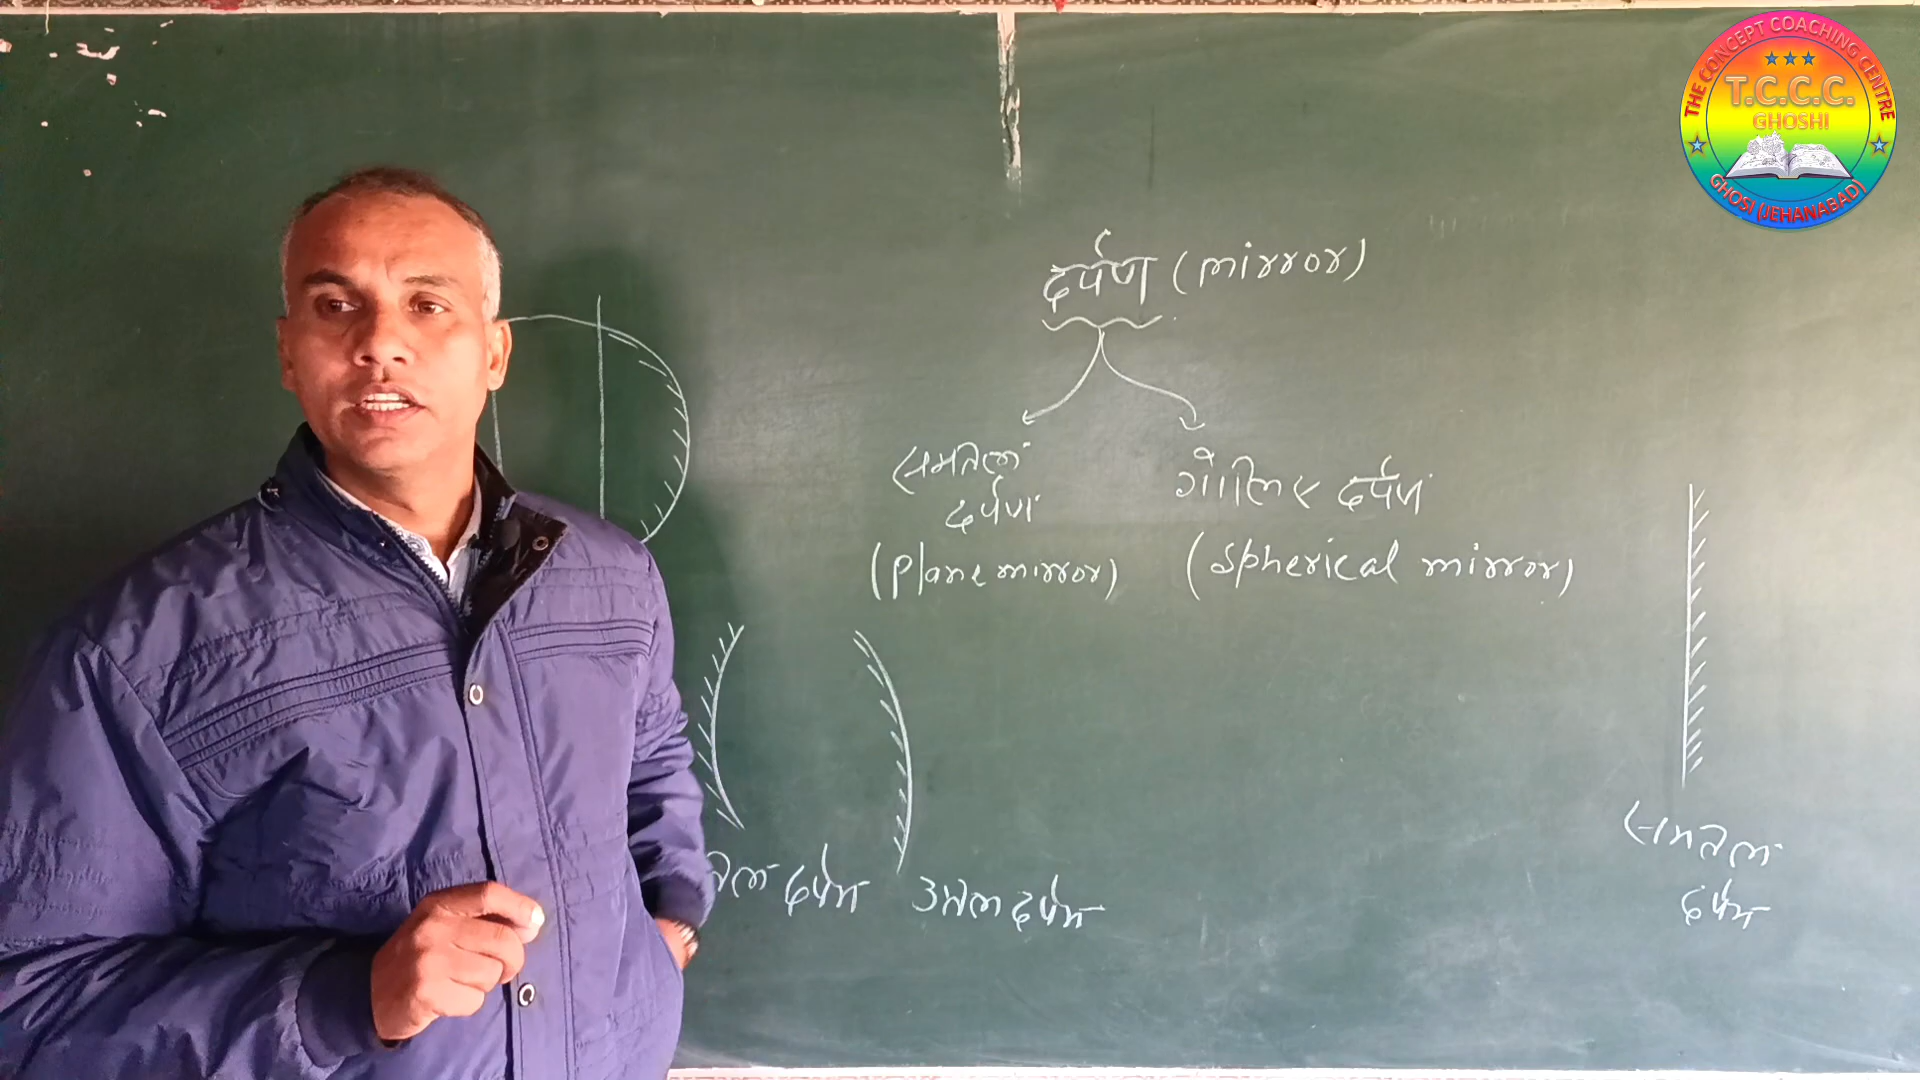 THE CONCEPT COACHING CENTRE
T.C.C.C.
GHOSHI
GHOSI (JEHANABAD)
दर्पण (mirror)
समतल
दर्पण
(plane mirror)
गोलिय दर्पण
(spherical mirror)
तल दर्पण
उत्तल दर्पण
समतल
दर्पण